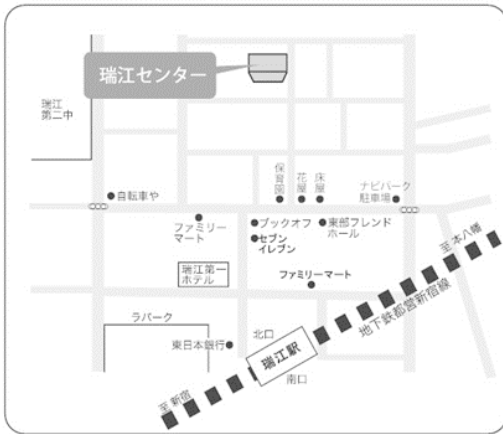 瑞江センター
瑞江
第二中
保育園
花屋
床屋
ナビパーク
駐車場
自転車や
ファミリー
マート
ブックオフ
セブン
イレブン
東部フレンド
ホール
至本八幡
瑞江第一
ホテル
ファミリーマート
地下鉄都営新宿線
ラパーク
北口
東日本銀行
瑞江駅
南口
至新宿